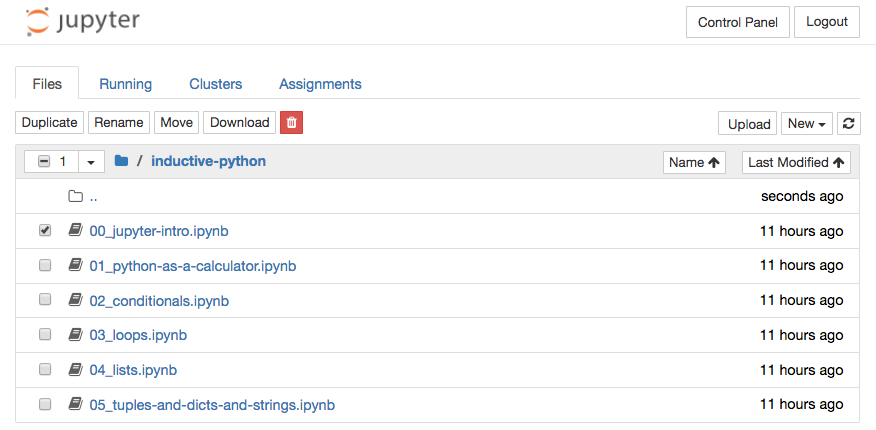 jupyter Control Panel Logout
Files Running Clusters Assignments
Duplicate Rename Move Download Upload New
1 / inductive-python Name Last Modified
.. seconds ago
00_jupyter-intro.ipynb 11 hours ago
01_python-as-a-calculator.ipynb 11 hours ago
02_conditionals.ipynb 11 hours ago
03_loops.ipynb 11 hours ago
04_lists.ipynb 11 hours ago
05_tuples-and-dicts-and-strings.ipynb 11 hours ago